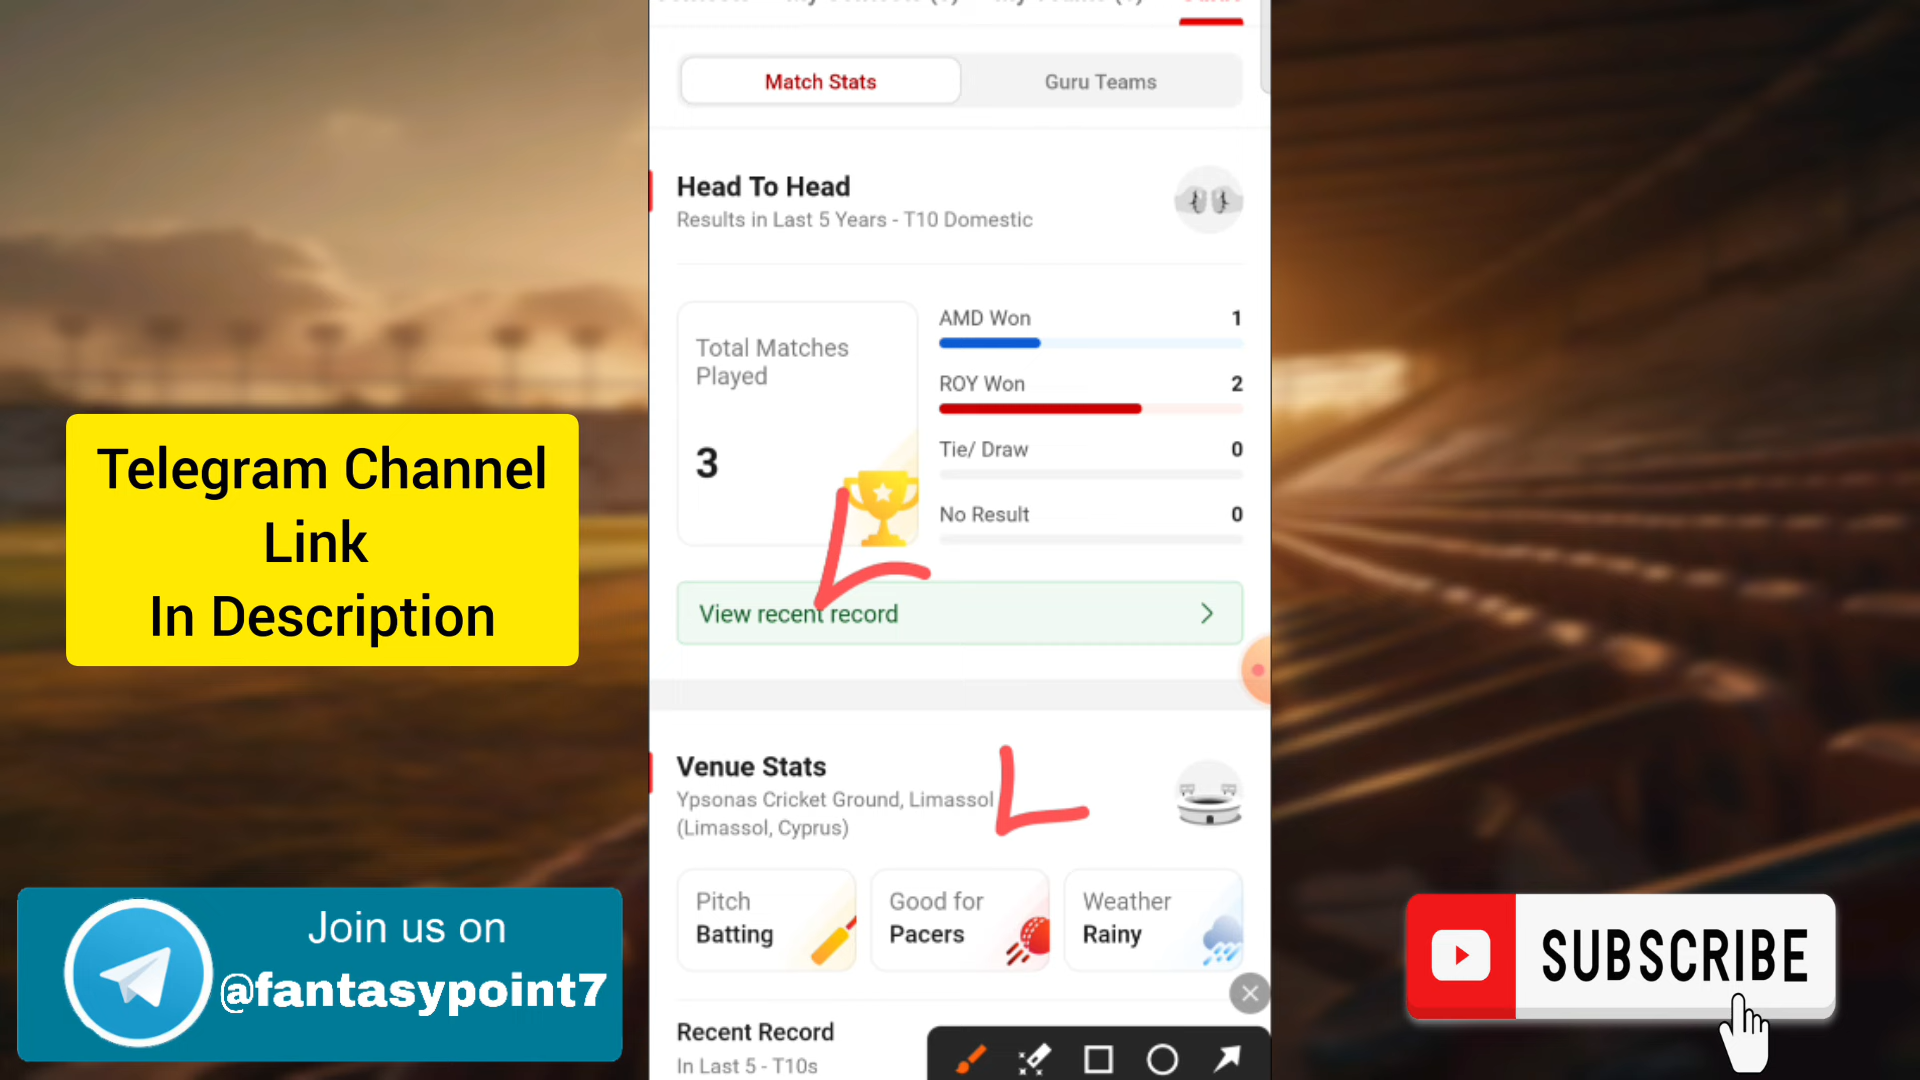 Match Stats
Guru Teams
Head To Head
Results in Last 5 Years - T10 Domestic
Total Matches
Played
3
AMD Won 1
ROY Won 2
Tie/ Draw 0
No Result 0
View recent record
Venue Stats
Ypsonas Cricket Ground, Limassol
(Limassol, Cyprus)
Pitch
Batting
Good for
Pacers
Weather
Rainy
Recent Record
In Last 5 - T10s
Telegram Channel
Link
In Description
Join us on
@fantasypoint7
SUBSCRIBE